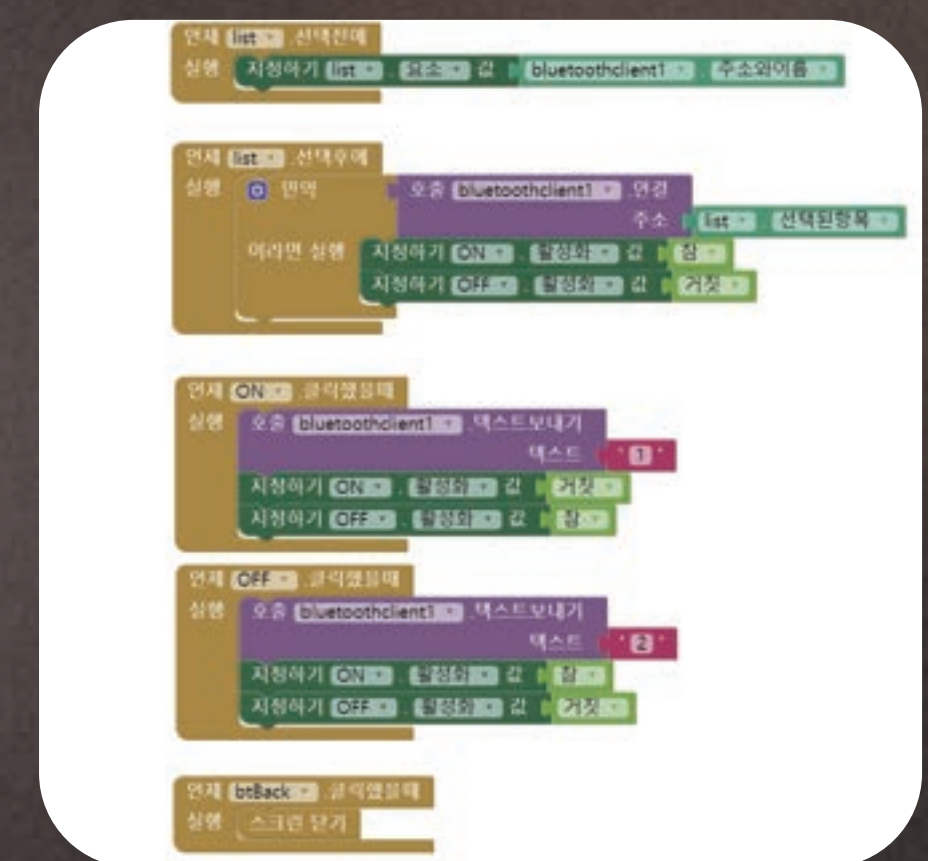 언제 list .선택전에
실행 지정하기 list . 요소 값 bluetoothclient1 . 주소와이름
언제 list .선택후에
실행 만약 호출 bluetoothclient1 .연결
주소 list . 선택된항목
이라면 실행 지정하기 ON . 활성화 값 참
지정하기 OFF . 활성화 값 거짓
언제 ON .클릭했을때
실행 호출 bluetoothclient1 .텍스트보내기
텍스트 " 1 "
지정하기 ON . 활성화 값 거짓
지정하기 OFF . 활성화 값 참
언제 OFF .클릭했을때
실행 호출 bluetoothclient1 .텍스트보내기
텍스트 " 2 "
지정하기 ON . 활성화 값 참
지정하기 OFF . 활성화 값 거짓
언제 btBack .클릭했을때
실행 스크린 닫기